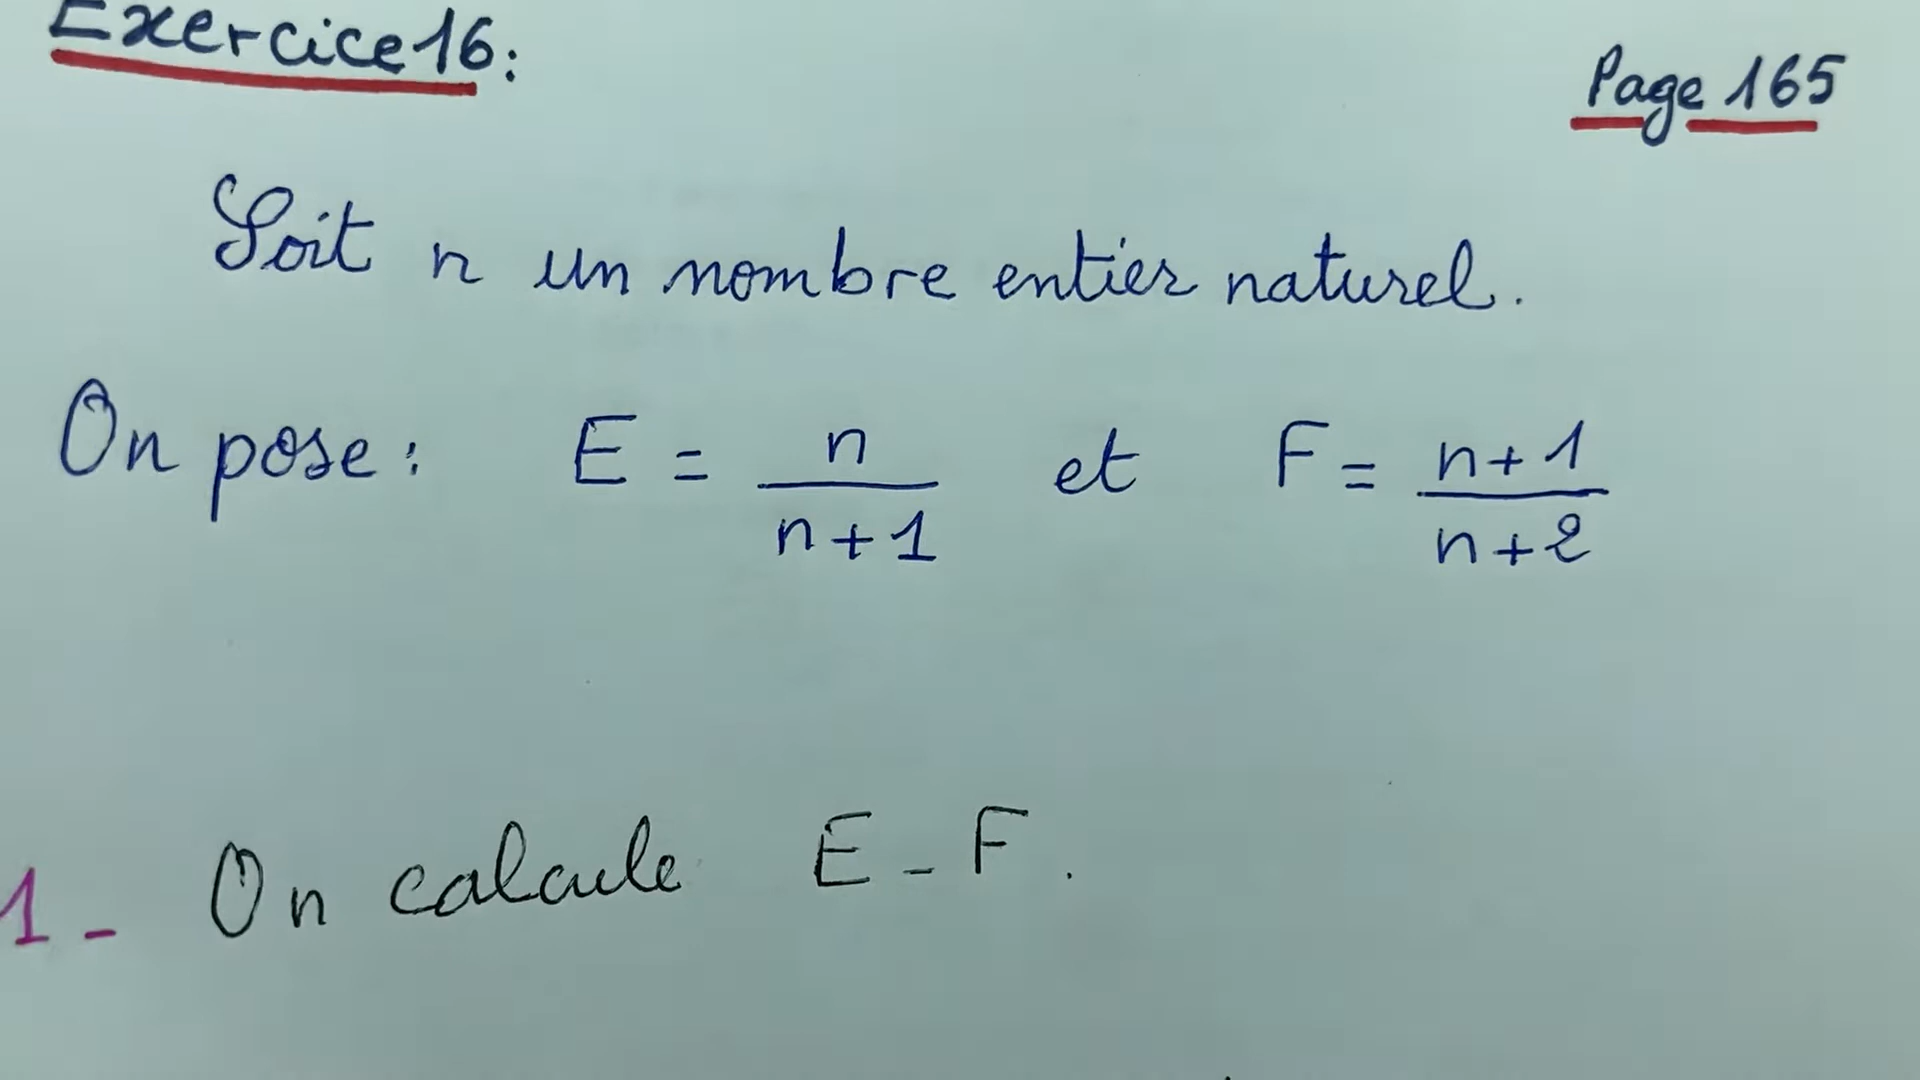 Exercice 16:
Page 165
Soit n un nombre entier naturel.
On pose: E = n/(n+1) et F = (n+1)/(n+2)
1- On calcule E - F.